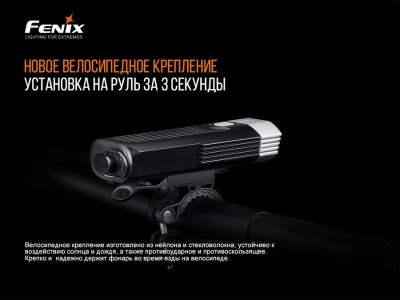 FENIX
LIGHTING FOR EXTREMES
НОВОЕ ВЕЛОСИПЕДНОЕ КРЕПЛЕНИЕ
УСТАНОВКА НА РУЛЬ ЗА 3 СЕКУНДЫ
Велосипедное крепление изготовлено из нейлона и стекловолокна, устойчиво к
воздействию солнца и дождя, а также противоударное и противоскользящее.
Крепко и надежно держит фонарь во время езды на велосипеде.